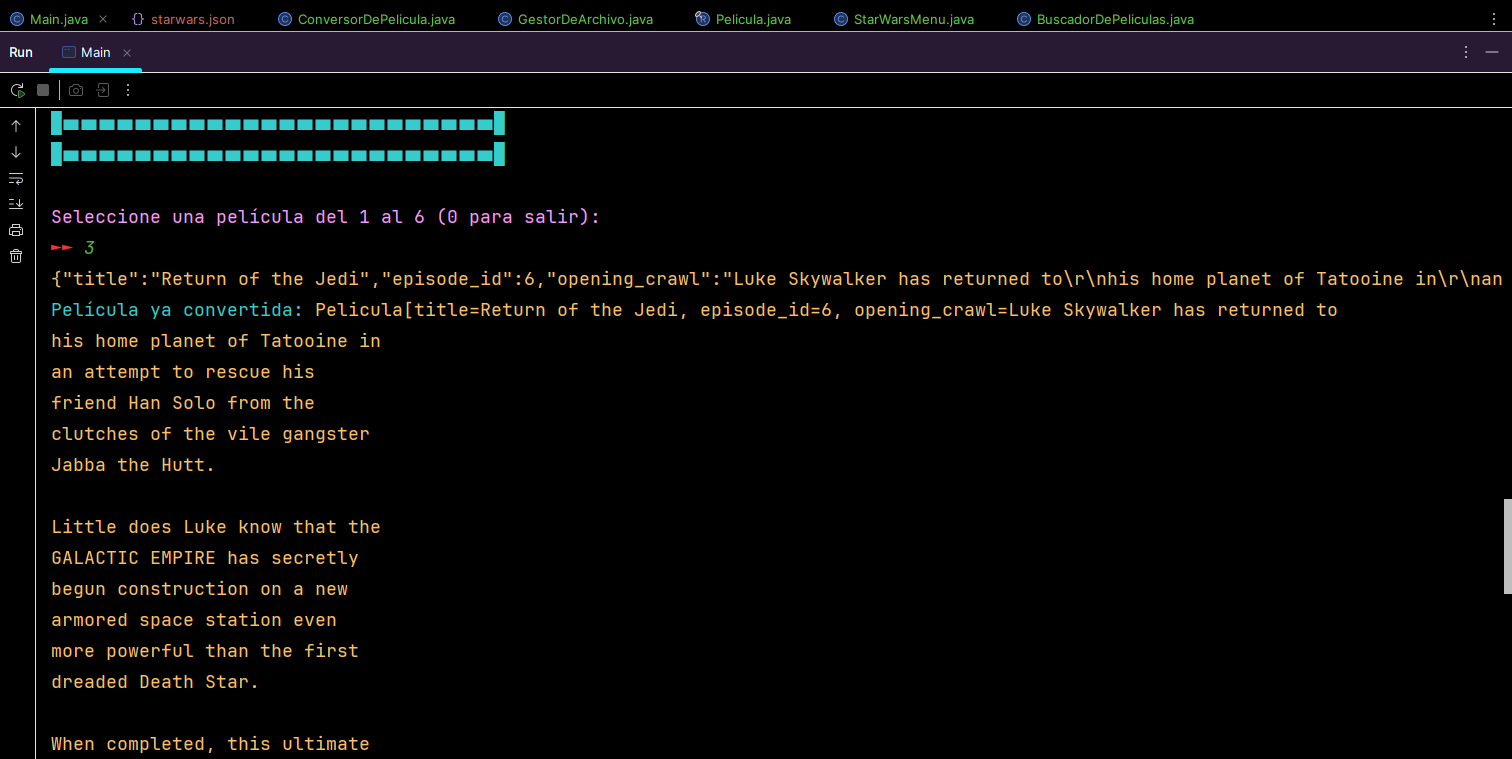 Main.java
starwars.json
ConversorDePelicula.java
GestorDeArchivo.java
Pelicula.java
StarWarsMenu.java
BuscadorDePeliculas.java
Run
Main
Seleccione una película del 1 al 6 (0 para salir):
►► 3
{"title":"Return of the Jedi","episode_id":6,"opening_crawl":"Luke Skywalker has returned to\r\nhis home planet of Tatooine in\r\nan
Película ya convertida: Pelicula[title=Return of the Jedi, episode_id=6, opening_crawl=Luke Skywalker has returned to
his home planet of Tatooine in
an attempt to rescue his
friend Han Solo from the
clutches of the vile gangster
Jabba the Hutt.
Little does Luke know that the
GALACTIC EMPIRE has secretly
begun construction on a new
armored space station even
more powerful than the first
dreaded Death Star.
When completed, this ultimate